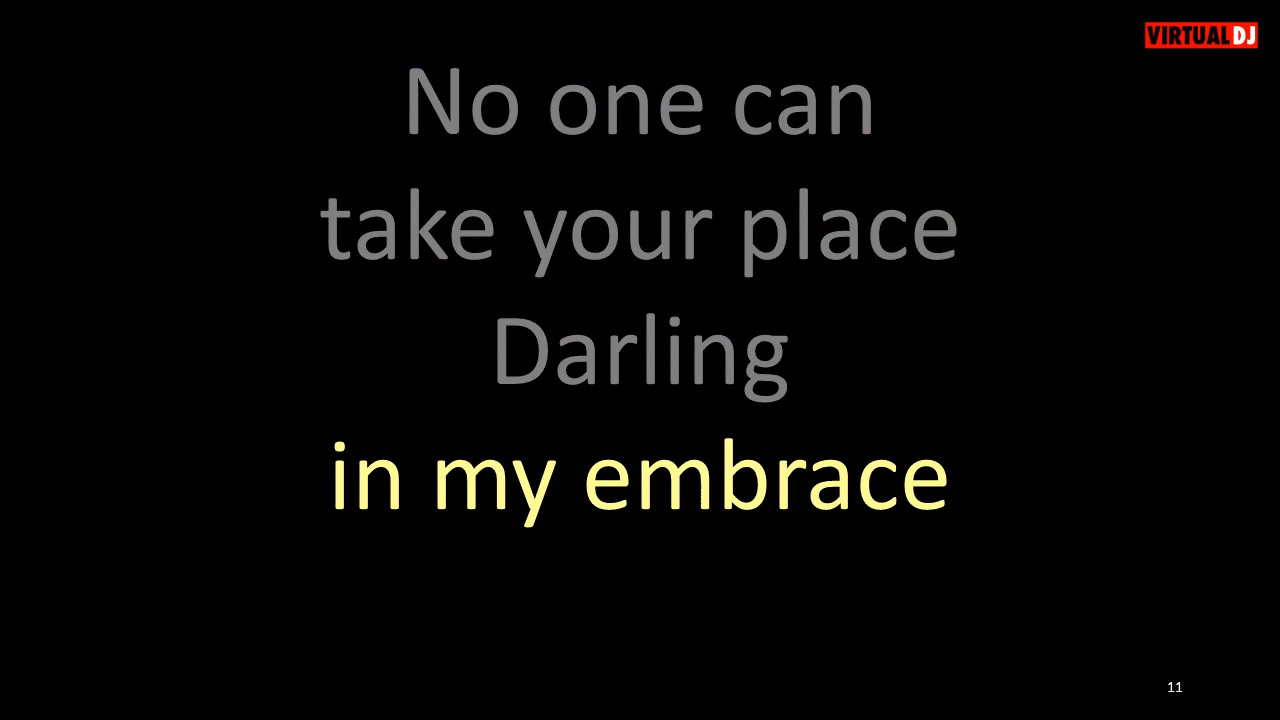 VIRTUAL DJ
No one can
take your place
Darling
in my embrace
11